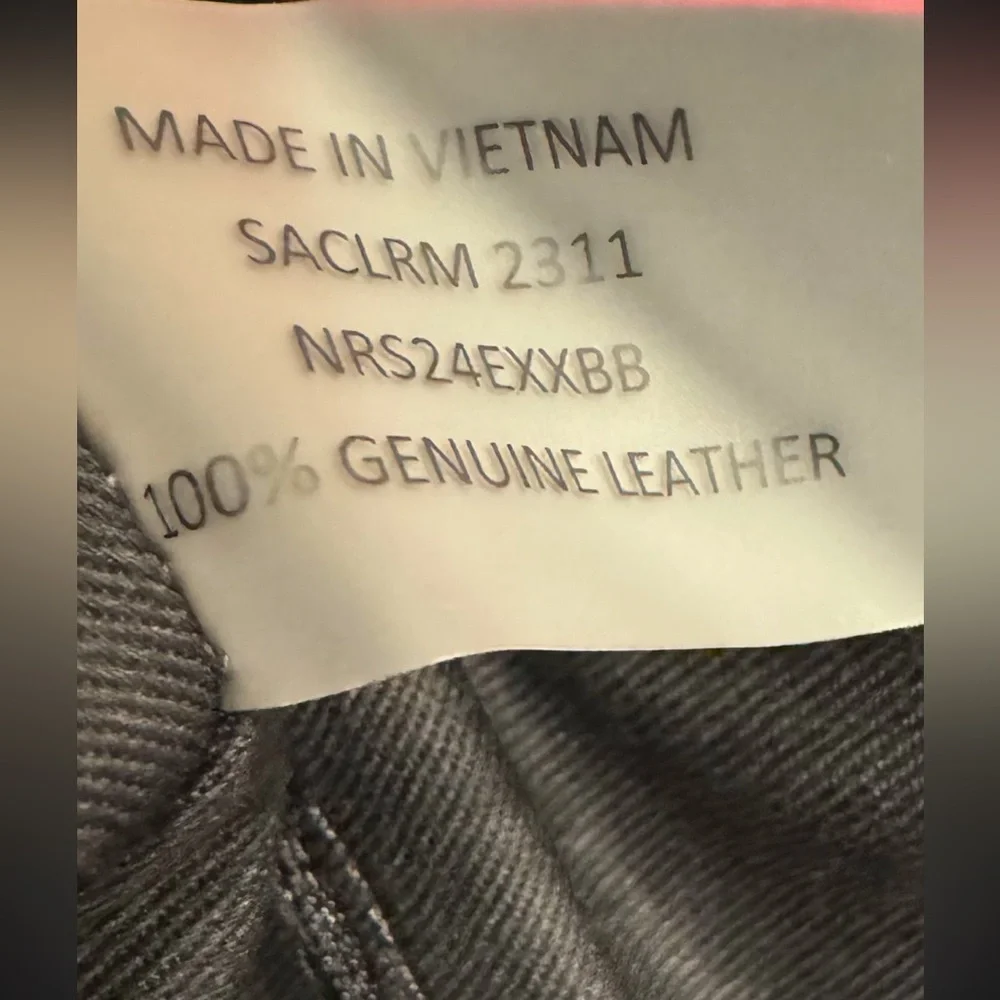 MADE IN VIETNAM
SACLRM 2311
NRS24EXXBB
100% GENUINE LEATHER